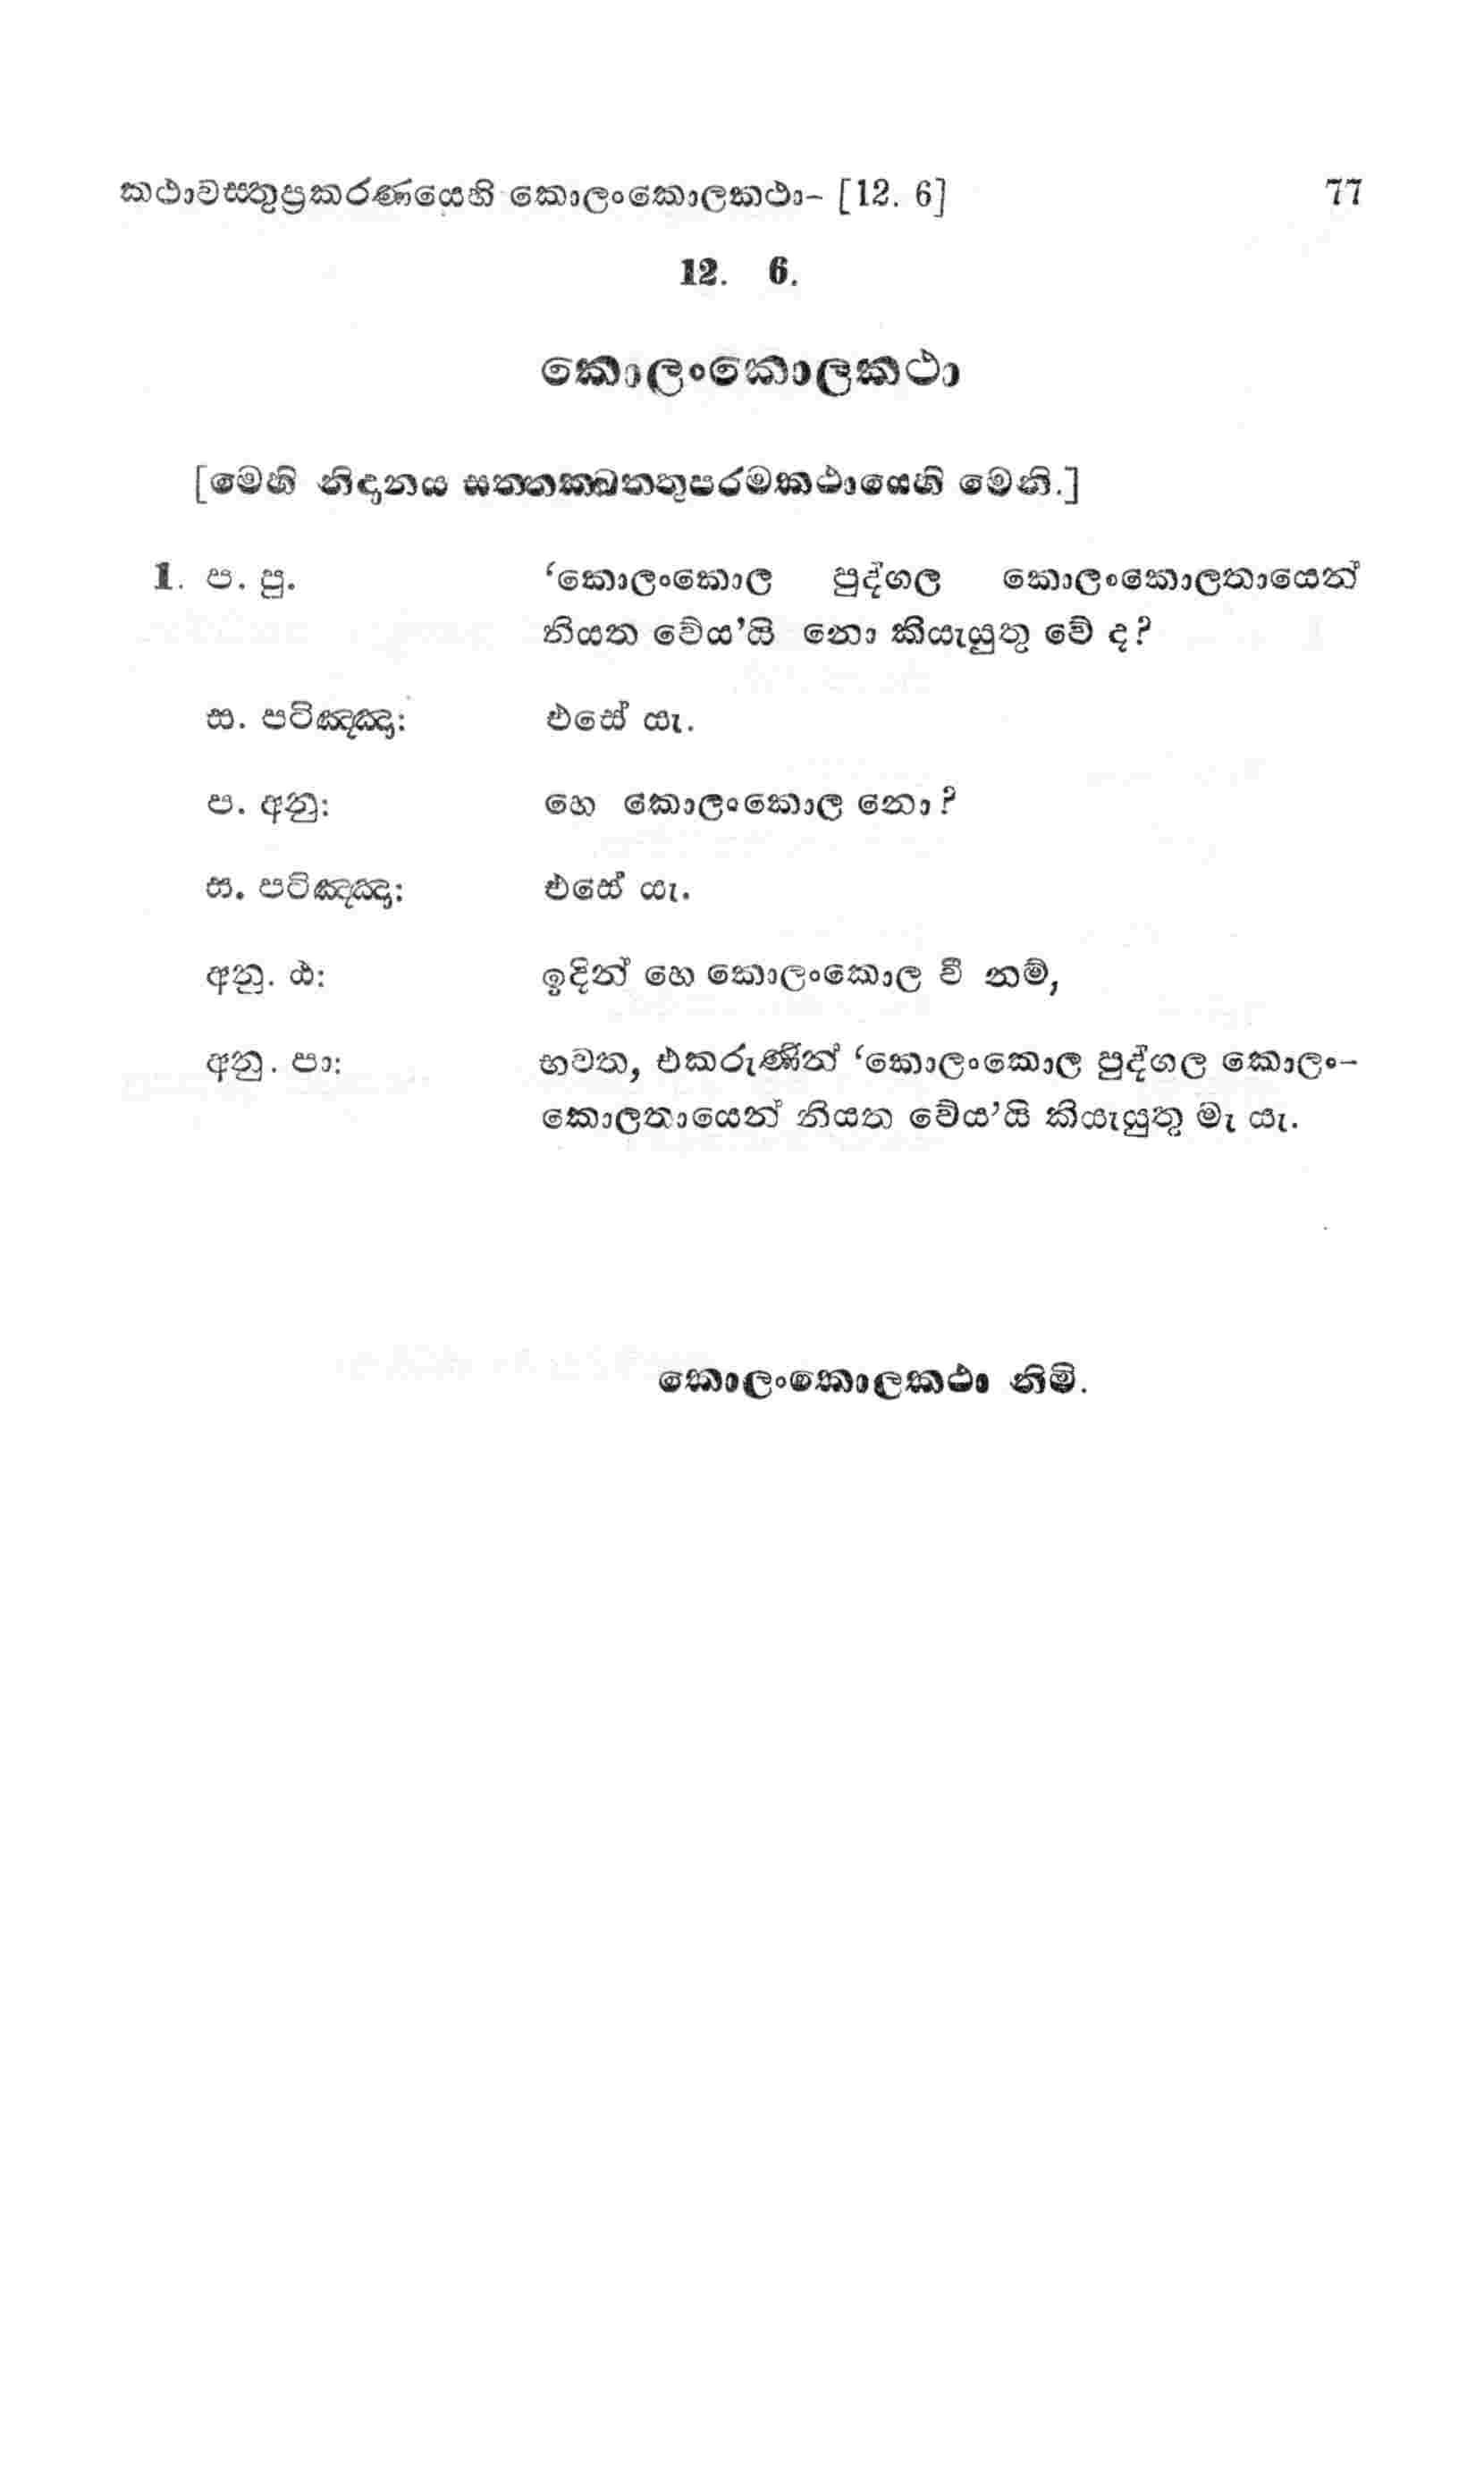 කථාවස්තුප්‍රකරණයෙහි කොලංකොලකථා- [12. 6] 77
12. 6.
කොලංකොලකථා
[මෙහි නිදානය සත්තක්ඛත්තුපරමකථායෙහි මෙනි.]
1. ප. පු. ‘කොලංකොල පුද්ගල කොලංකොලතායෙන්
නියත වේය’යි නො කියැයුතු වේ ද?
ස. පටිඤ්ඤ: එසේ යැ.
ප. අනු: හෙ කොලංකොල නො?
ස. පටිඤ්ඤ: එසේ යැ.
අනු. ඨ: ඉදින් හෙ කොලංකොල වී නම්,
අනු. පා: භවත, එකරුණින් ‘කොලංකොල පුද්ගල කොලං-
කොලතායෙන් නියත වේය’යි කියැයුතු මැ යැ.
කොලංකොලකථා නිමි.